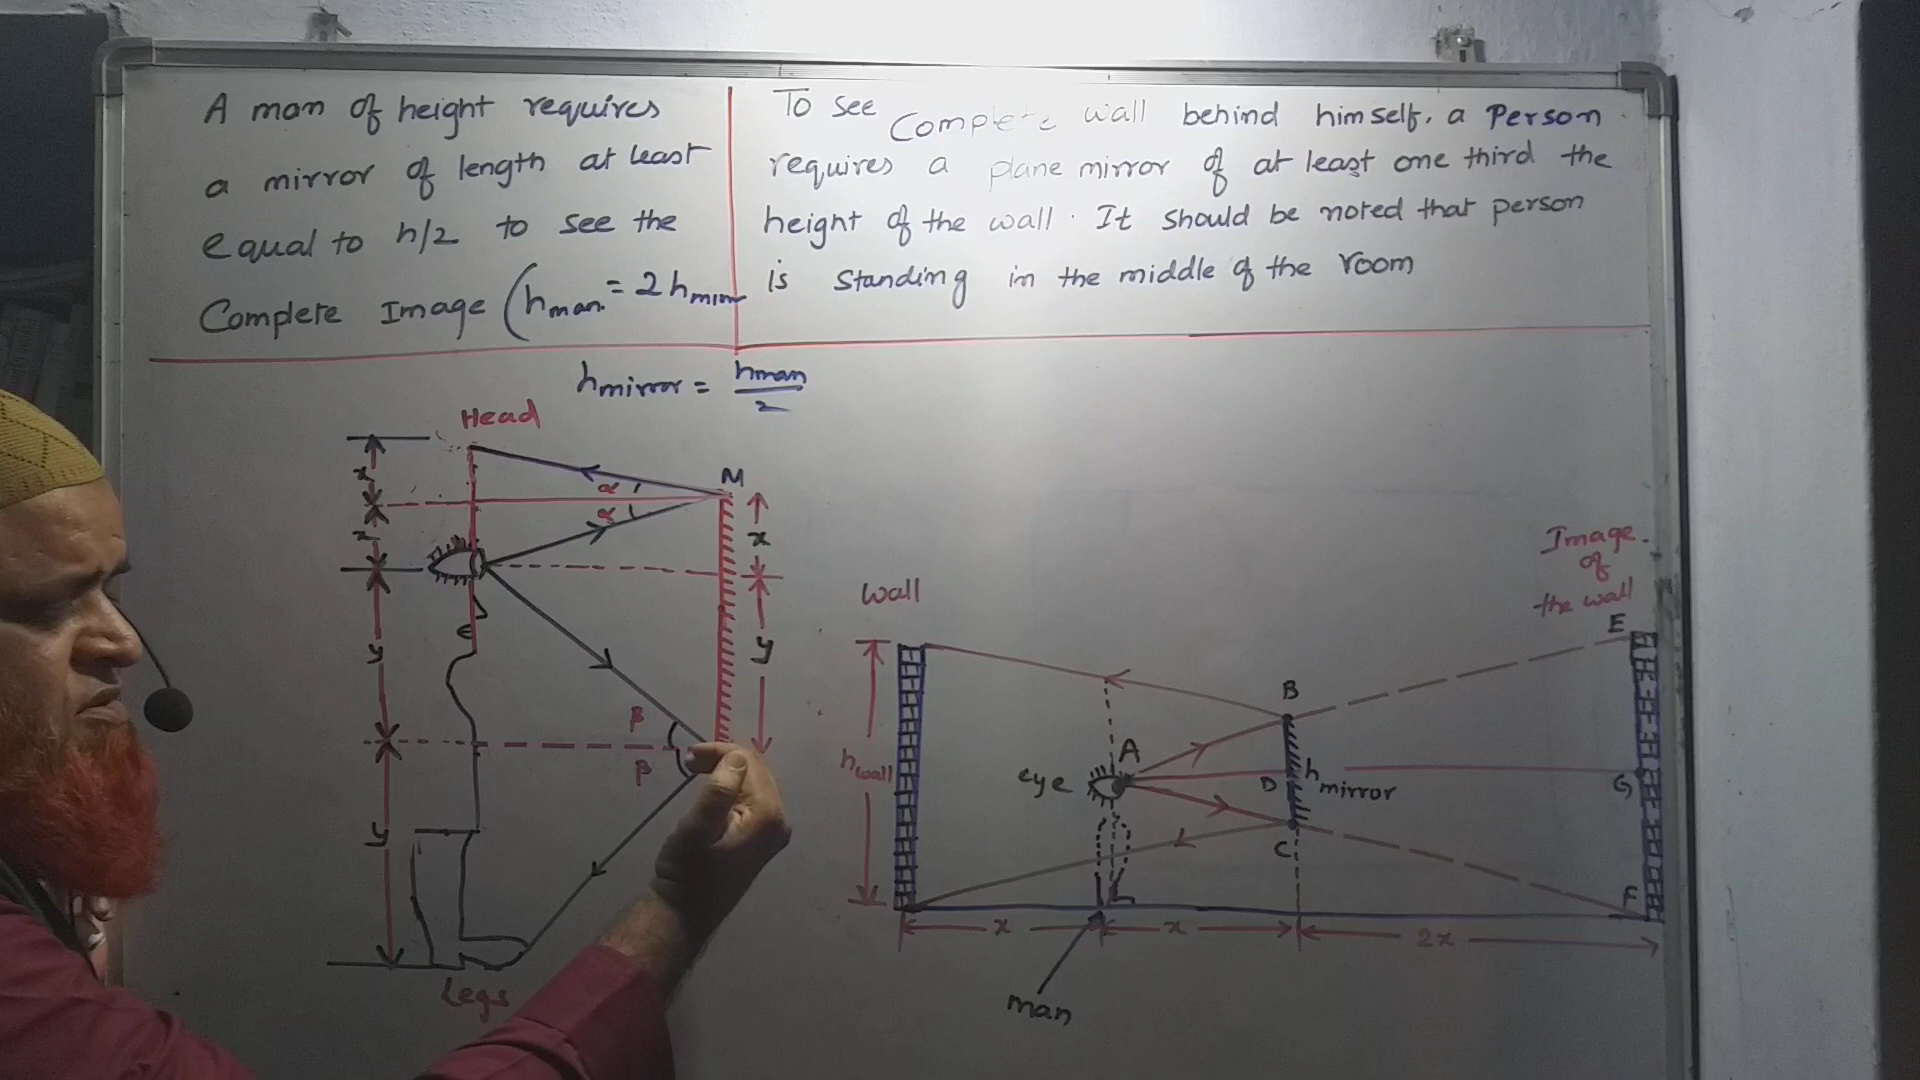 A man of height requires
a mirror of length at least
equal to h/2 to see the
Complete Image (hman = 2 hmirror
To see Complete wall behind himself, a Person
requires a plane mirror of at least one third the
height of the wall. It should be noted that person
is standing in the middle of the room
hmirror = hman
2
Head
x
x
y
y
α
α
M
x
y
β
β
Legs
Wall
hwall
eye
A
B
D
C
hmirror
Image
of
the wall
E
G
F
x
x
2x
man